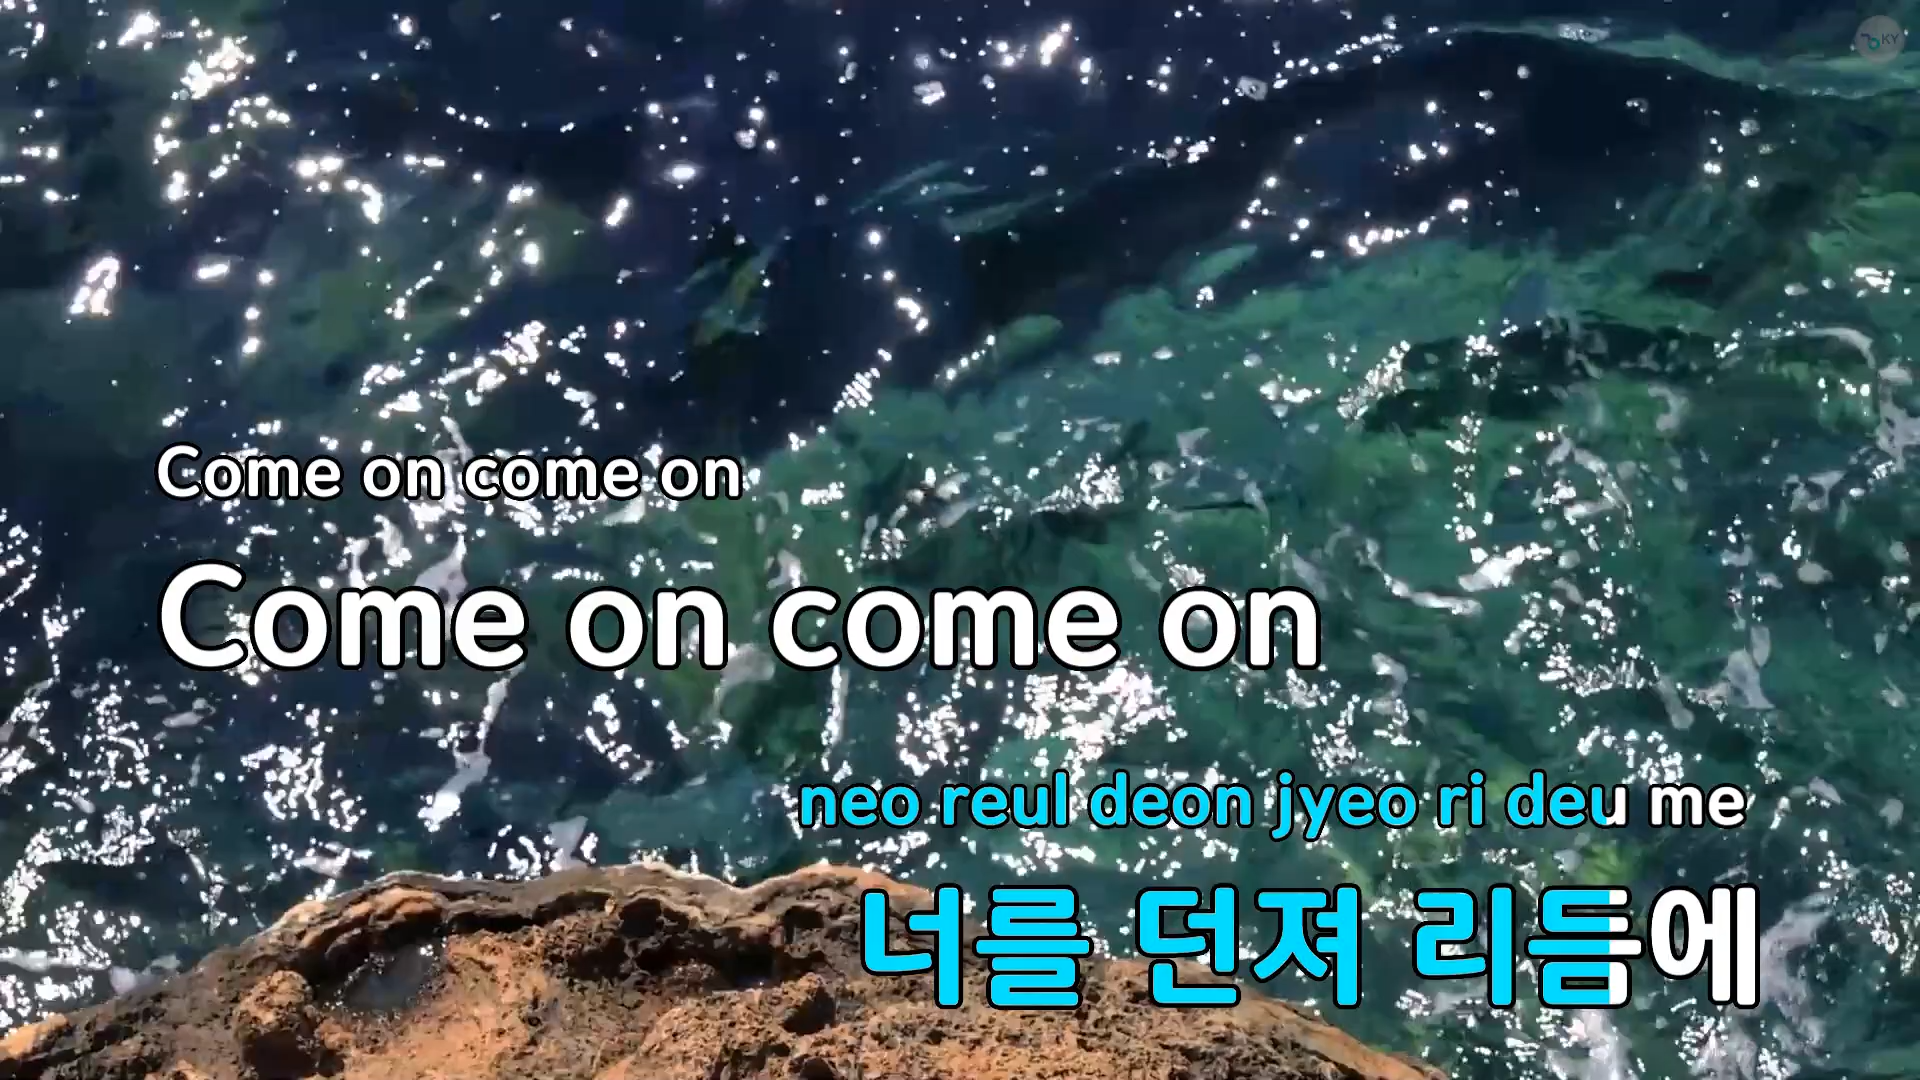 KY
Come on come on
Come on come on
neo reul deon jyeo ri deu me
너를 던져 리듬에